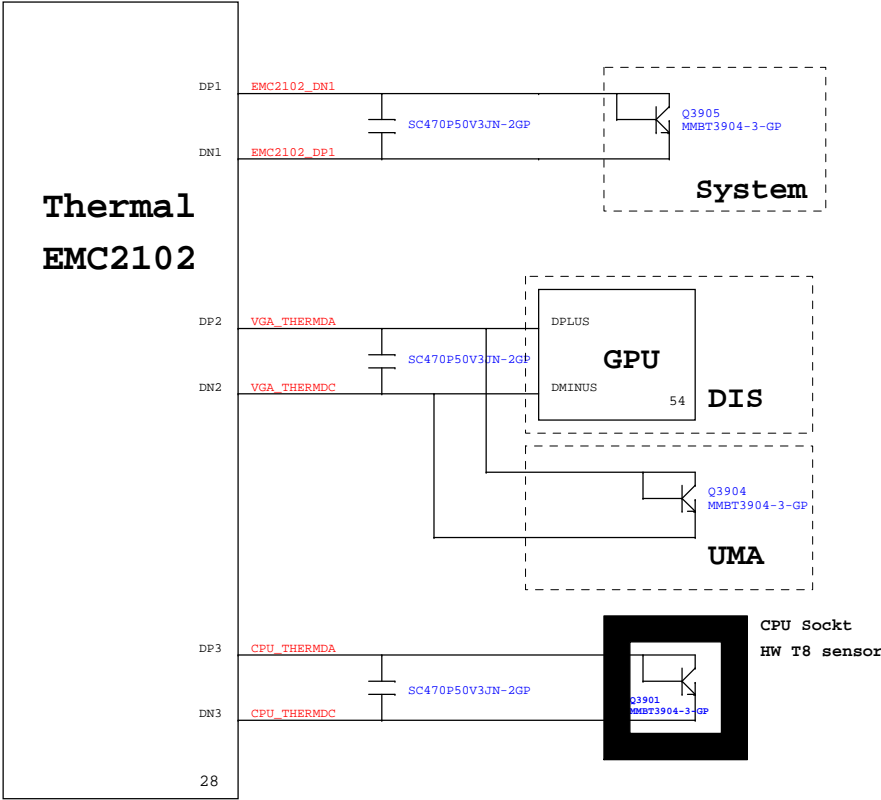 DP1
EMC2102_DN1
Q3905
MMBT3904-3-GP
SC470P50V3JN-2GP
DN1
EMC2102_DP1
System
Thermal
EMC2102
DP2
VGA_THERMDA
DPLUS
SC470P50V3JN-2GP
GPU
DN2
VGA_THERMDC
DMINUS
54
DIS
Q3904
MMBT3904-3-GP
UMA
CPU Sockt
HW T8 sensor
DP3
CPU_THERMDA
SC470P50V3JN-2GP
Q3901
MMBT3904-3-GP
DN3
CPU_THERMDC
28